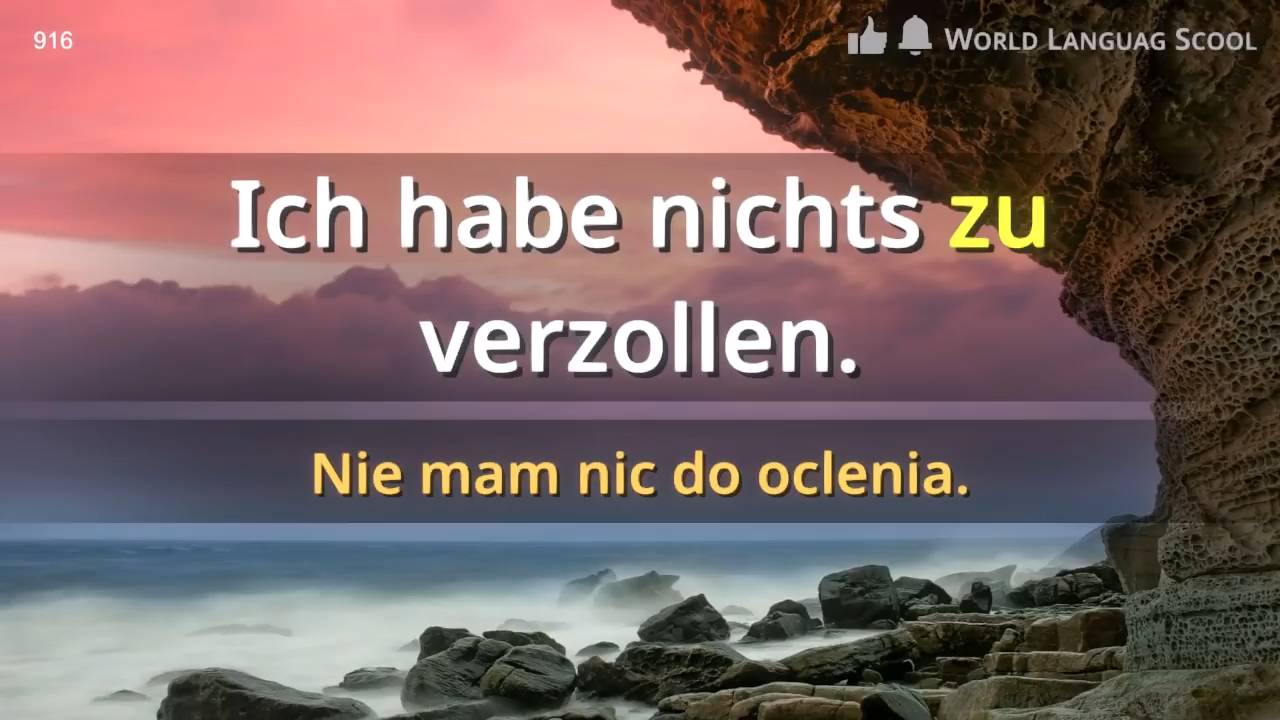 916
WORLD LANGUAG SCOOL
Ich habe nichts zu
verzollen.
Nie mam nic do oclenia.